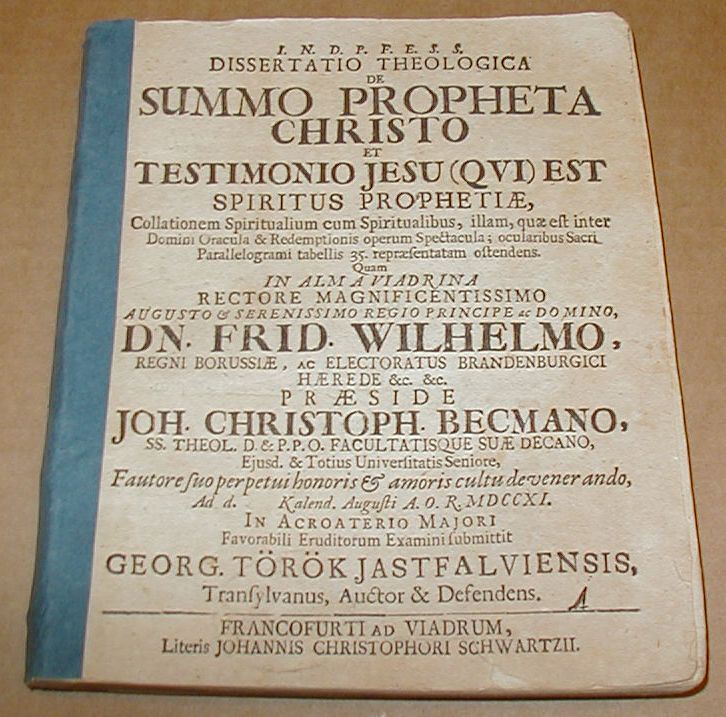 I. N. D. P. F. E. S. S.
DISSERTATIO THEOLOGICA
DE
SUMMO PROPHETA
CHRISTO
ET
TESTIMONIO JESU (QVI) EST
SPIRITUS PROPHETIÆ,
Collationem Spiritualium cum Spiritualibus, illam, quæ eſt inter
Domini Oracula & Redemptionis operum Spectacula; ocularibus Sacri
Parallelogrami tabellis 35. repræſentatam oſtendens.
Quam
IN ALMA VIADRINA
RECTORE MAGNIFICENTISSIMO
AUGUSTO & SERENISSIMO REGIO PRINCIPE ac DOMINO,
DN. FRID. WILHELMO,
REGNI BORUSSIÆ, AC ELECTORATUS BRANDENBURGICI
HÆREDE &c. &c.
PRÆSIDE
JOH. CHRISTOPH. BECMANO,
SS. THEOL. D. & P. P. O. FACULTATISQUE SUÆ DECANO,
Ejusd. & Totius Univerſitatis Seniore,
Fautore ſuo perpetui honoris & amoris cultu devenerando,
Ad d. Kalend. Auguſti A. O. R. MDCCXI.
IN ACROATERIO MAJORI
Favorabili Eruditorum Examini ſubmittit
GEORG. TÖRÖK JASTFALVIENSIS,
Tranſylvanus, Auctor & Defendens.
FRANCOFURTI AD VIADRUM,
Literis JOHANNIS CHRISTOPHORI SCHWARTZII.